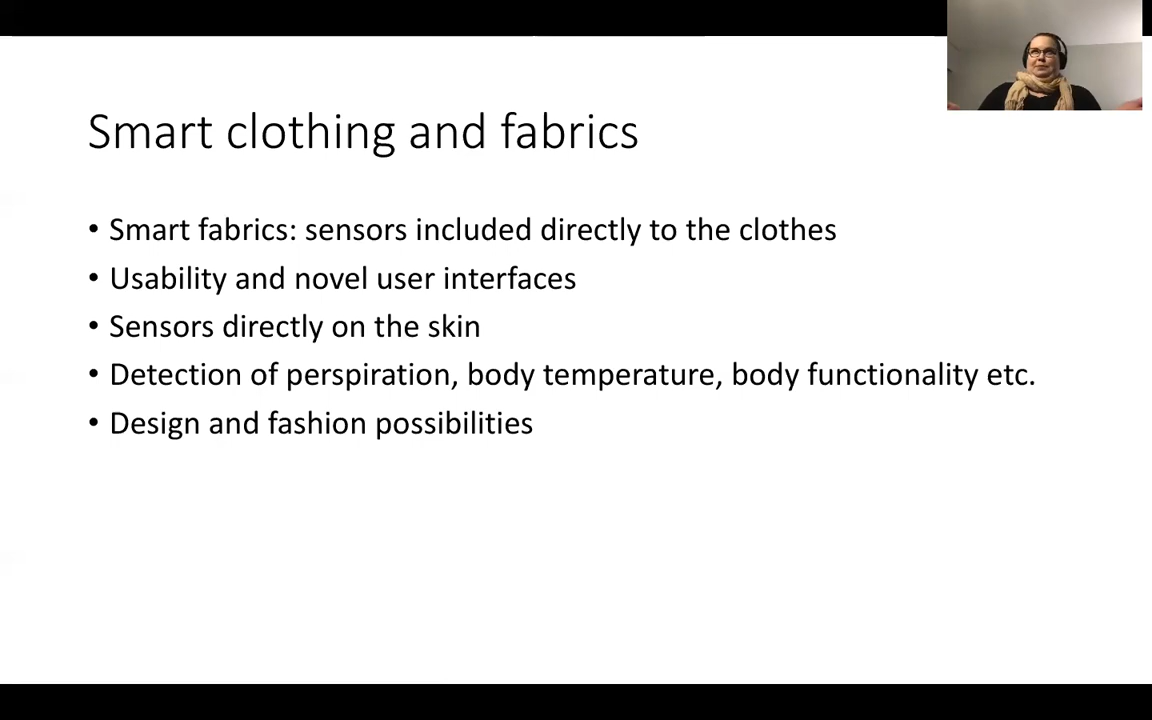 Smart clothing and fabrics
• Smart fabrics: sensors included directly to the clothes
• Usability and novel user interfaces
• Sensors directly on the skin
• Detection of perspiration, body temperature, body functionality etc.
• Design and fashion possibilities